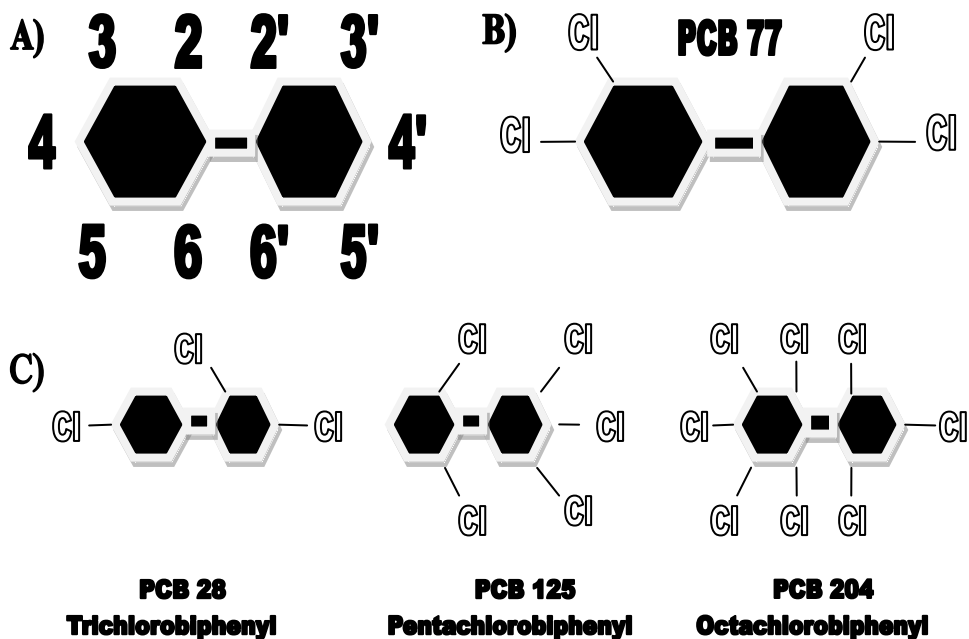 A) 3 2 2' 3'
4 4'
5 6 6' 5'
B) Cl PCB 77 Cl
Cl Cl
C) Cl Cl Cl Cl Cl Cl
Cl Cl Cl Cl Cl
Cl Cl Cl Cl Cl
PCB 28 PCB 125 PCB 204
Trichlorobiphenyl Pentachlorobiphenyl Octachlorobiphenyl